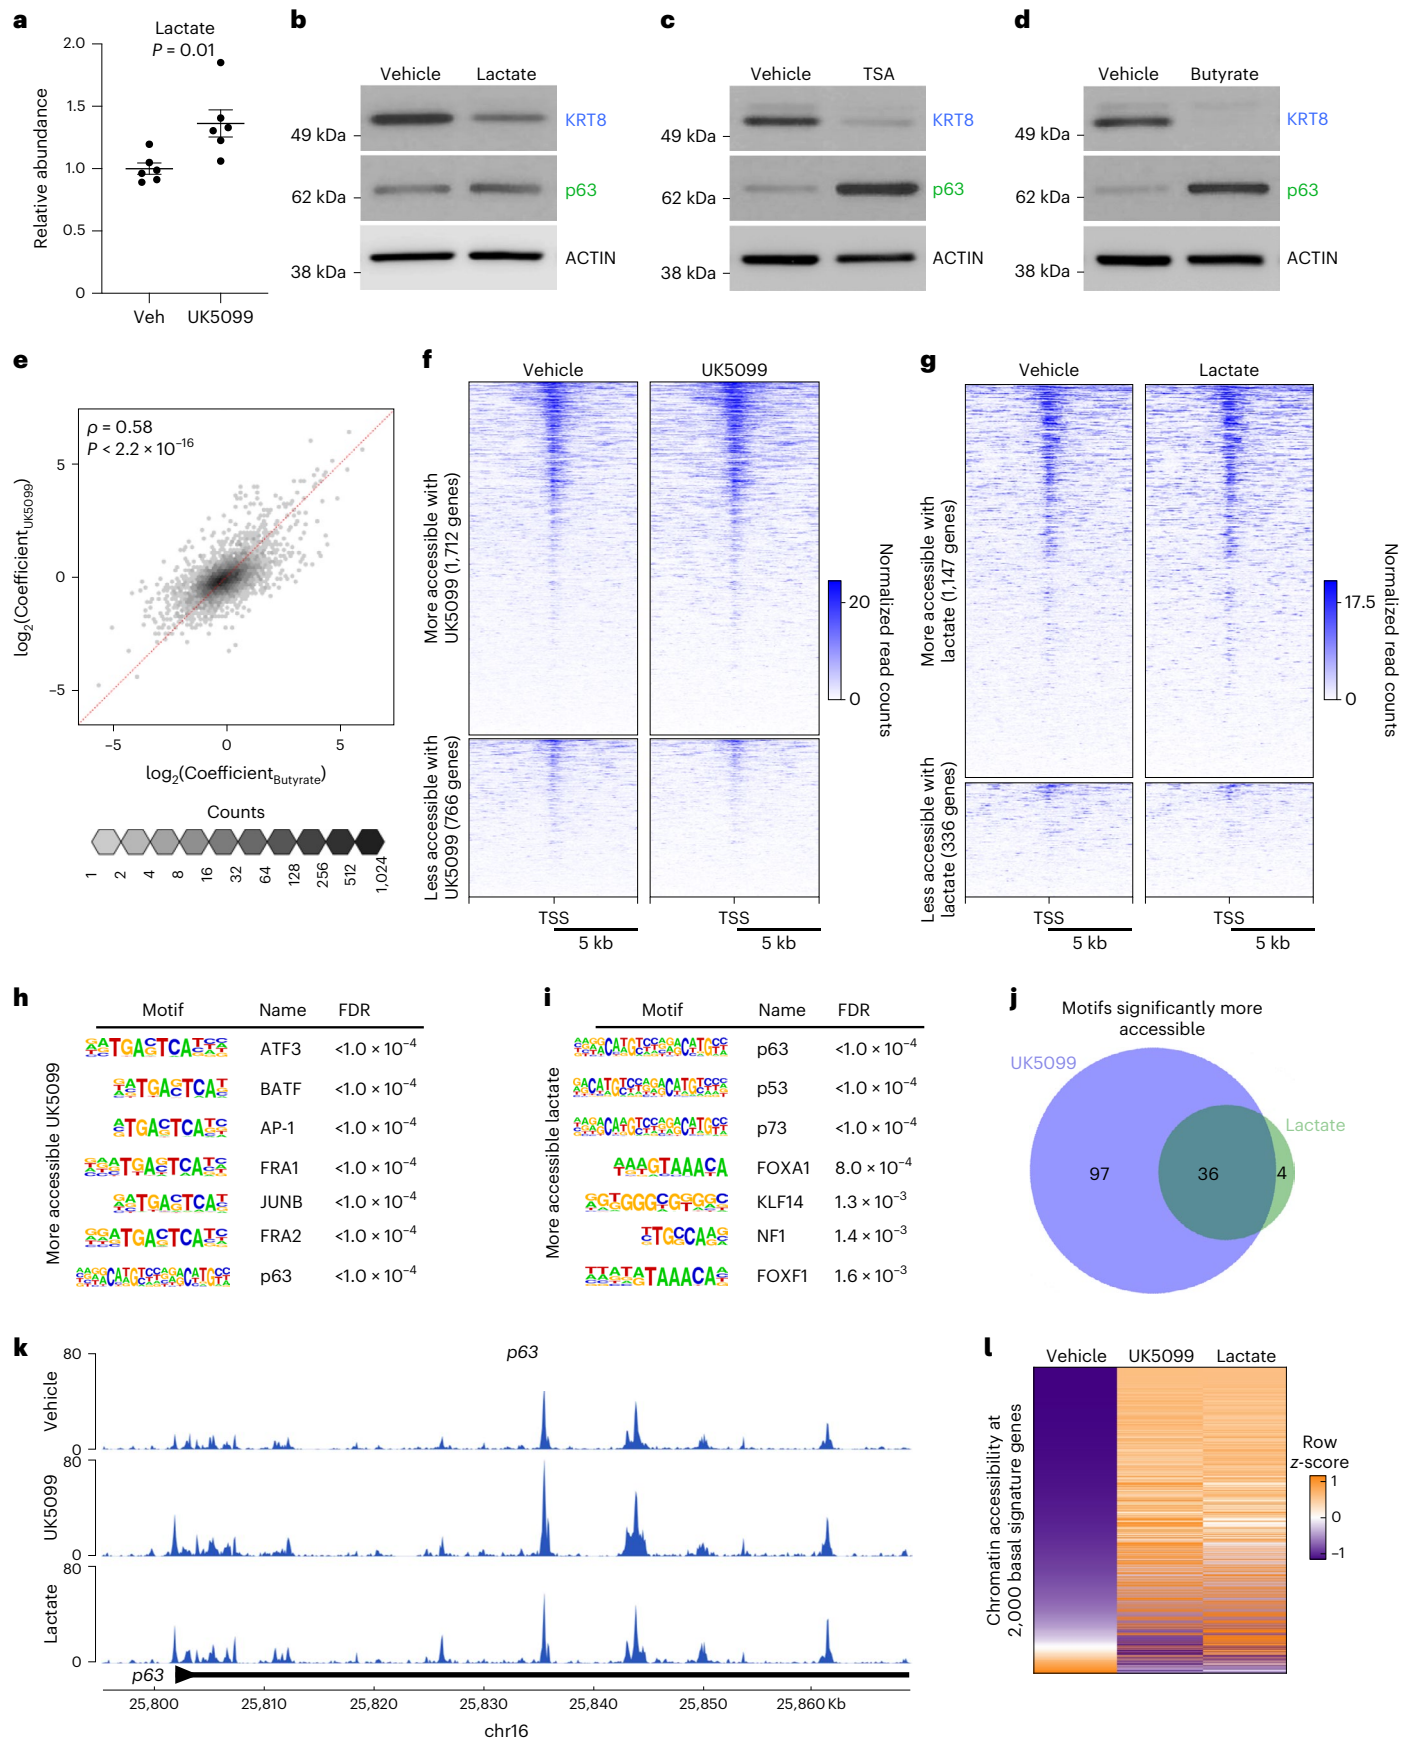 a
Lactate
P = 0.01
Relative abundance
2.0
1.5
1.0
0.5
0
Veh
UK5099
b
Vehicle
Lactate
49 kDa
KRT8
62 kDa
p63
38 kDa
ACTIN
c
Vehicle
TSA
49 kDa
KRT8
62 kDa
p63
38 kDa
ACTIN
d
Vehicle
Butyrate
49 kDa
KRT8
62 kDa
p63
38 kDa
ACTIN
e
ρ = 0.58
P < 2.2 × 10⁻¹⁶
log₂(Coefficient_UK5099)
5
0
−5
−5
0
5
log₂(Coefficient_Butyrate)
Counts
1
2
4
8
16
32
64
128
256
512
1,024
f
Vehicle
UK5099
More accessible with
UK5099 (1,712 genes)
Less accessible with
UK5099 (766 genes)
TSS
TSS
5 kb
5 kb
20
0
Normalized read counts
g
Vehicle
Lactate
More accessible with
lactate (1,147 genes)
Less accessible with
lactate (336 genes)
TSS
TSS
5 kb
5 kb
17.5
0
Normalized read counts
h
Motif Name FDR
More accessible UK5099
ATF3 <1.0 × 10⁻⁴
BATF <1.0 × 10⁻⁴
AP-1 <1.0 × 10⁻⁴
FRA1 <1.0 × 10⁻⁴
JUNB <1.0 × 10⁻⁴
FRA2 <1.0 × 10⁻⁴
p63 <1.0 × 10⁻⁴
i
Motif Name FDR
More accessible lactate
p63 <1.0 × 10⁻⁴
p53 <1.0 × 10⁻⁴
p73 <1.0 × 10⁻⁴
FOXA1 8.0 × 10⁻⁴
KLF14 1.3 × 10⁻³
NF1 1.4 × 10⁻³
FOXF1 1.6 × 10⁻³
j
Motifs significantly more
accessible
UK5099
Lactate
97
36
4
k
p63
Vehicle
80
0
UK5099
80
0
Lactate
80
0
p63
25,800
25,810
25,820
25,830
25,840
25,850
25,860 Kb
chr16
l
Vehicle
UK5099
Lactate
Chromatin accessibility at
2,000 basal signature genes
Row
z-score
1
0
−1